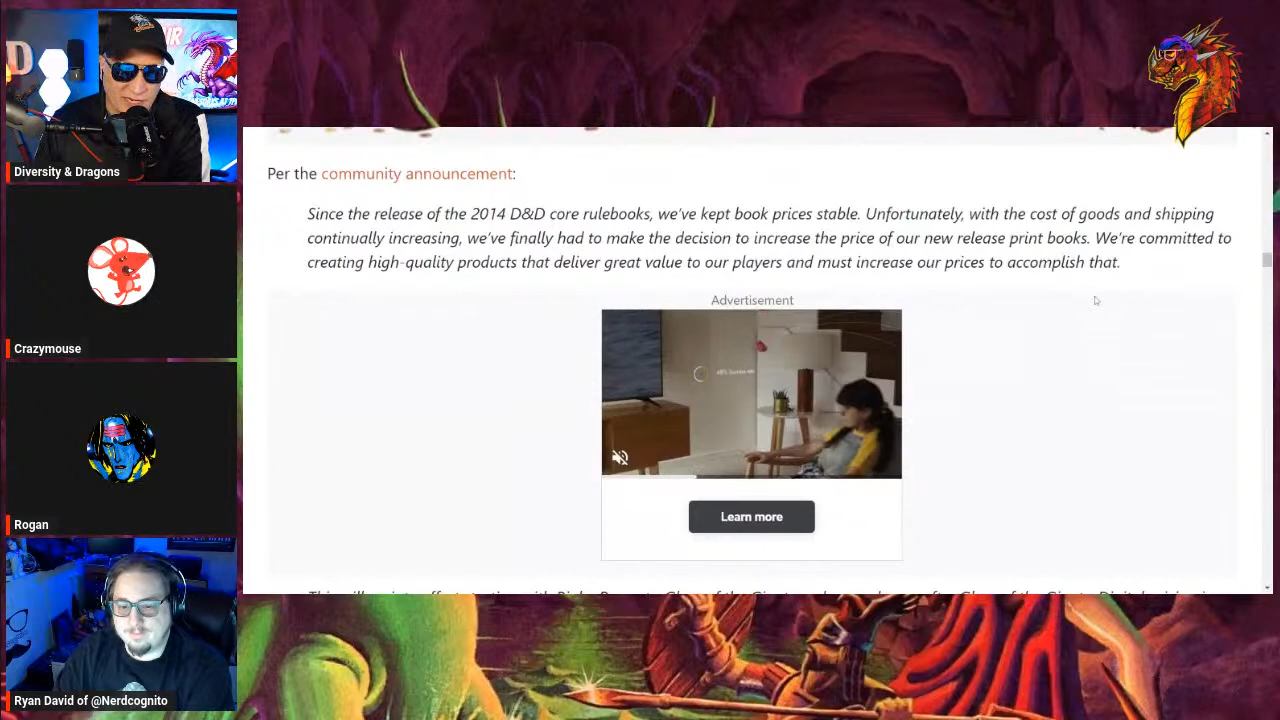 Diversity & Dragons
Crazymouse
Rogan
Ryan David of @Nerdcognito
Per the community announcement:
Since the release of the 2014 D&D core rulebooks, we've kept book prices stable. Unfortunately, with the cost of goods and shipping
continually increasing, we've finally had to make the decision to increase the price of our new release print books. We're committed to
creating high-quality products that deliver great value to our players and must increase our prices to accomplish that.
Advertisement
Learn more